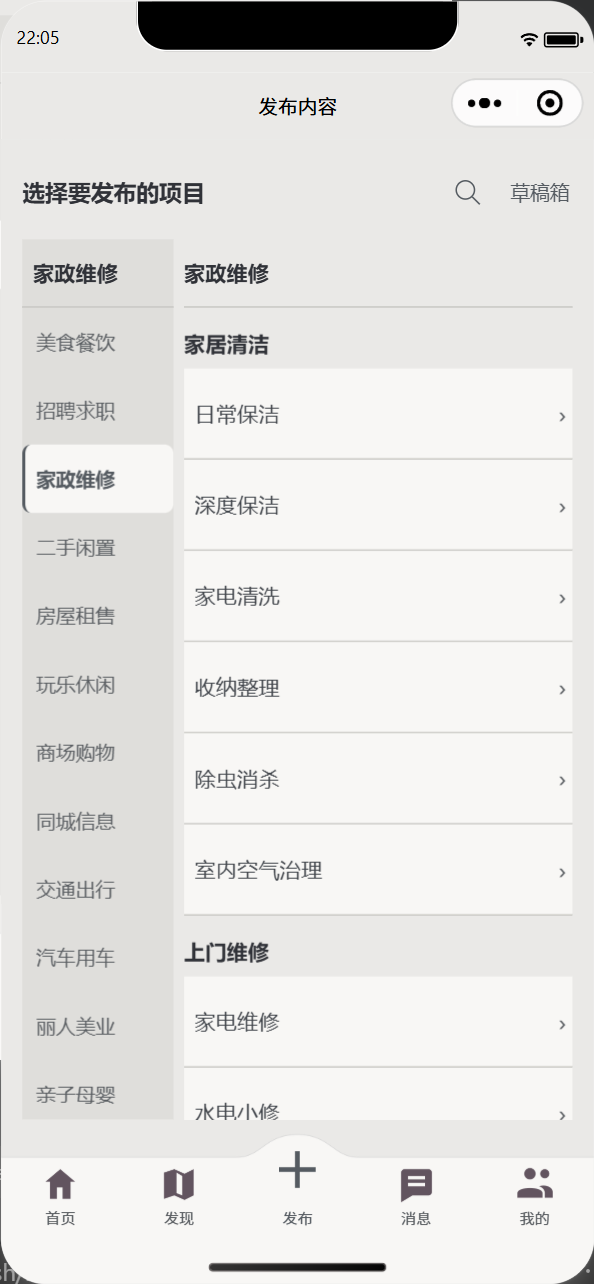 22:05
发布内容
选择要发布的项目
草稿箱
家政维修
美食餐饮
招聘求职
家政维修
二手闲置
房屋租售
玩乐休闲
商场购物
同城信息
交通出行
汽车用车
丽人美业
亲子母婴
家政维修
家居清洁
日常保洁
深度保洁
家电清洗
收纳整理
除虫消杀
室内空气治理
上门维修
家电维修
水电小修
首页
发现
发布
消息
我的